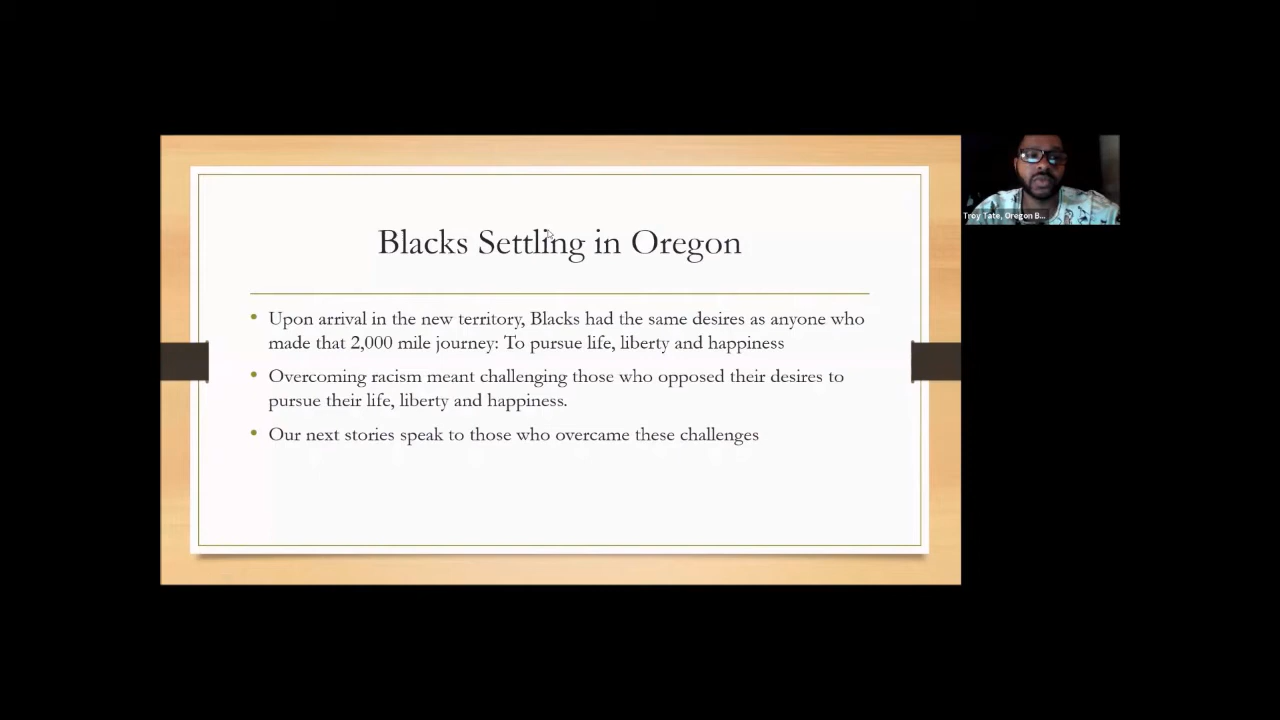 Blacks Settling in Oregon
• Upon arrival in the new territory, Blacks had the same desires as anyone who
made that 2,000 mile journey: To pursue life, liberty and happiness
• Overcoming racism meant challenging those who opposed their desires to
pursue their life, liberty and happiness.
• Our next stories speak to those who overcame these challenges
Troy Tate, Oregon B...